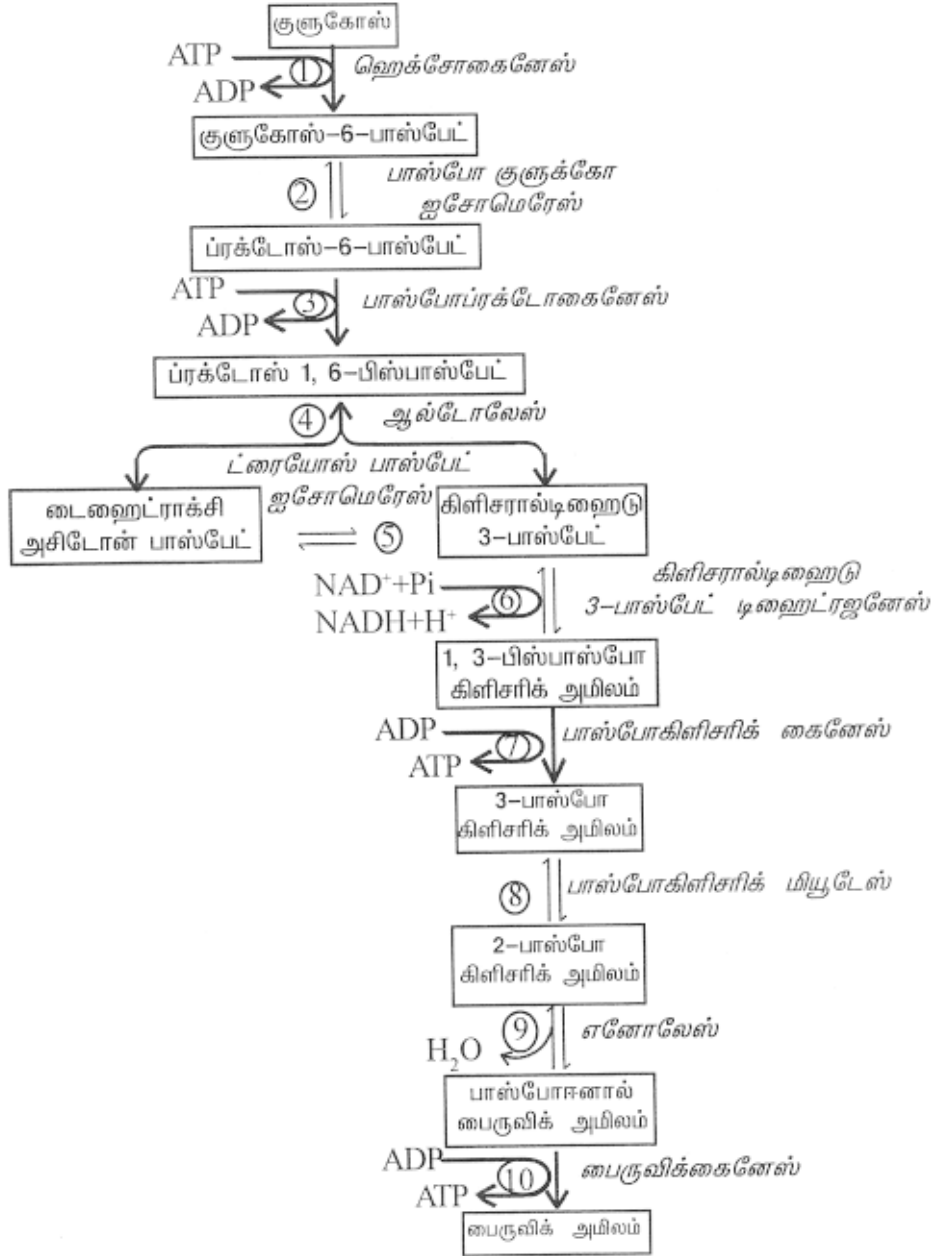 குளுகோஸ்
ATP
① ஹெக்சோகைனேஸ்
ADP
குளுகோஸ்-6-பாஸ்பேட்
② பாஸ்போ குளுக்கோ
ஐசோமெரேஸ்
ப்ரக்டோஸ்-6-பாஸ்பேட்
ATP
③ பாஸ்போப்ரக்டோகைனேஸ்
ADP
ப்ரக்டோஸ் 1, 6-பிஸ்பாஸ்பேட்
④ ஆல்டோலேஸ்
ட்ரையோஸ் பாஸ்பேட்
ஐசோமெரேஸ்
டைஹைட்ராக்சி
அசிடோன் பாஸ்பேட்
⑤
கிளிசரால்டிஹைடு
3-பாஸ்பேட்
NAD⁺+Pi
⑥
NADH+H⁺
கிளிசரால்டிஹைடு
3-பாஸ்பேட் டிஹைட்ரஜனேஸ்
1, 3-பிஸ்பாஸ்போ
கிளிசரிக் அமிலம்
ADP
⑦ பாஸ்போகிளிசரிக் கைனேஸ்
ATP
3-பாஸ்போ
கிளிசரிக் அமிலம்
⑧ பாஸ்போகிளிசரிக் மியூடேஸ்
2-பாஸ்போ
கிளிசரிக் அமிலம்
⑨ எனோலேஸ்
H₂O
பாஸ்போஈனால்
பைருவிக் அமிலம்
ADP
⑩ பைருவிக்கைனேஸ்
ATP
பைருவிக் அமிலம்